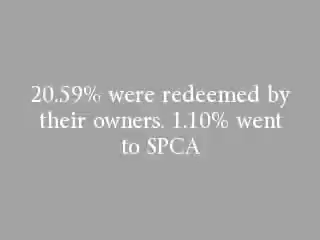 20.59% were redeemed by
their owners. 1.10% went
to SPCA